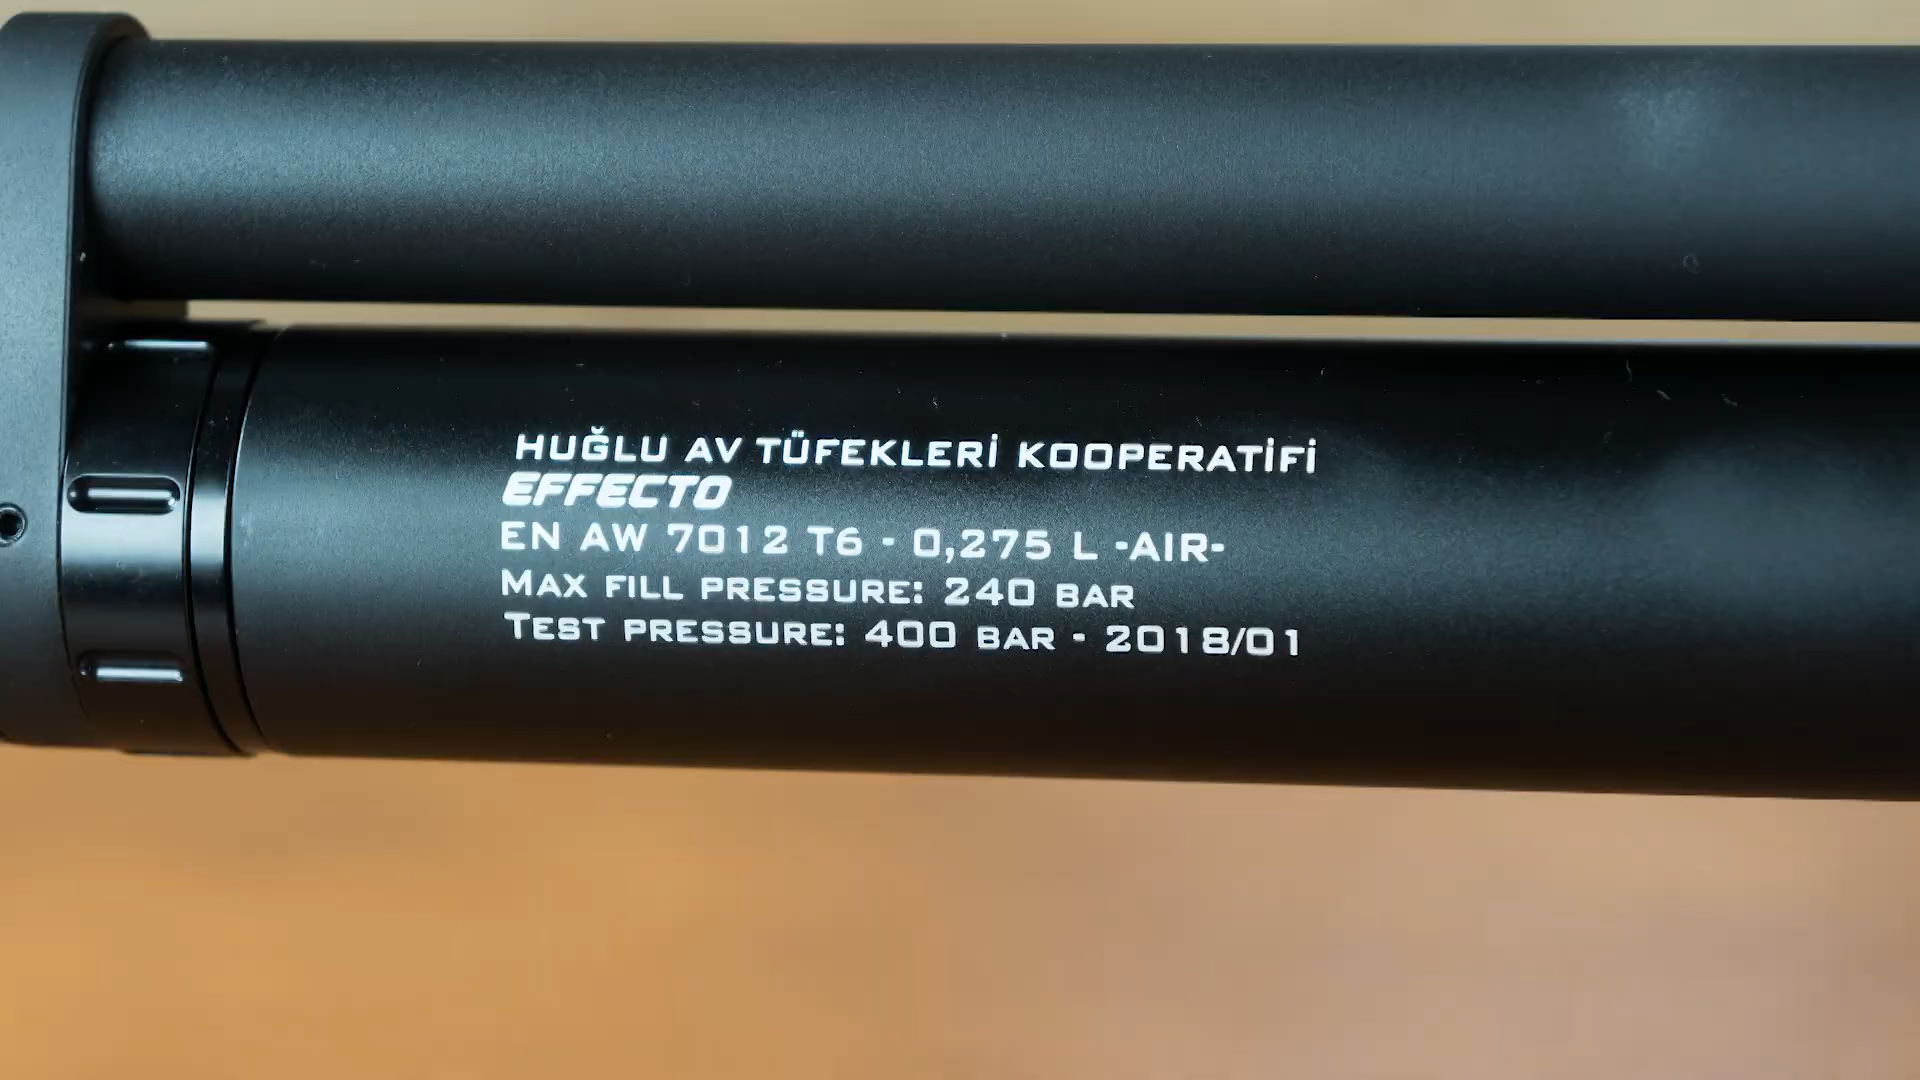 HUĞLU AV TÜFEKLERİ KOOPERATİFİ
EFFECTO
EN AW 7012 T6 - 0,275 L -AIR-
MAX FILL PRESSURE: 240 BAR
TEST PRESSURE: 400 BAR - 2018/01